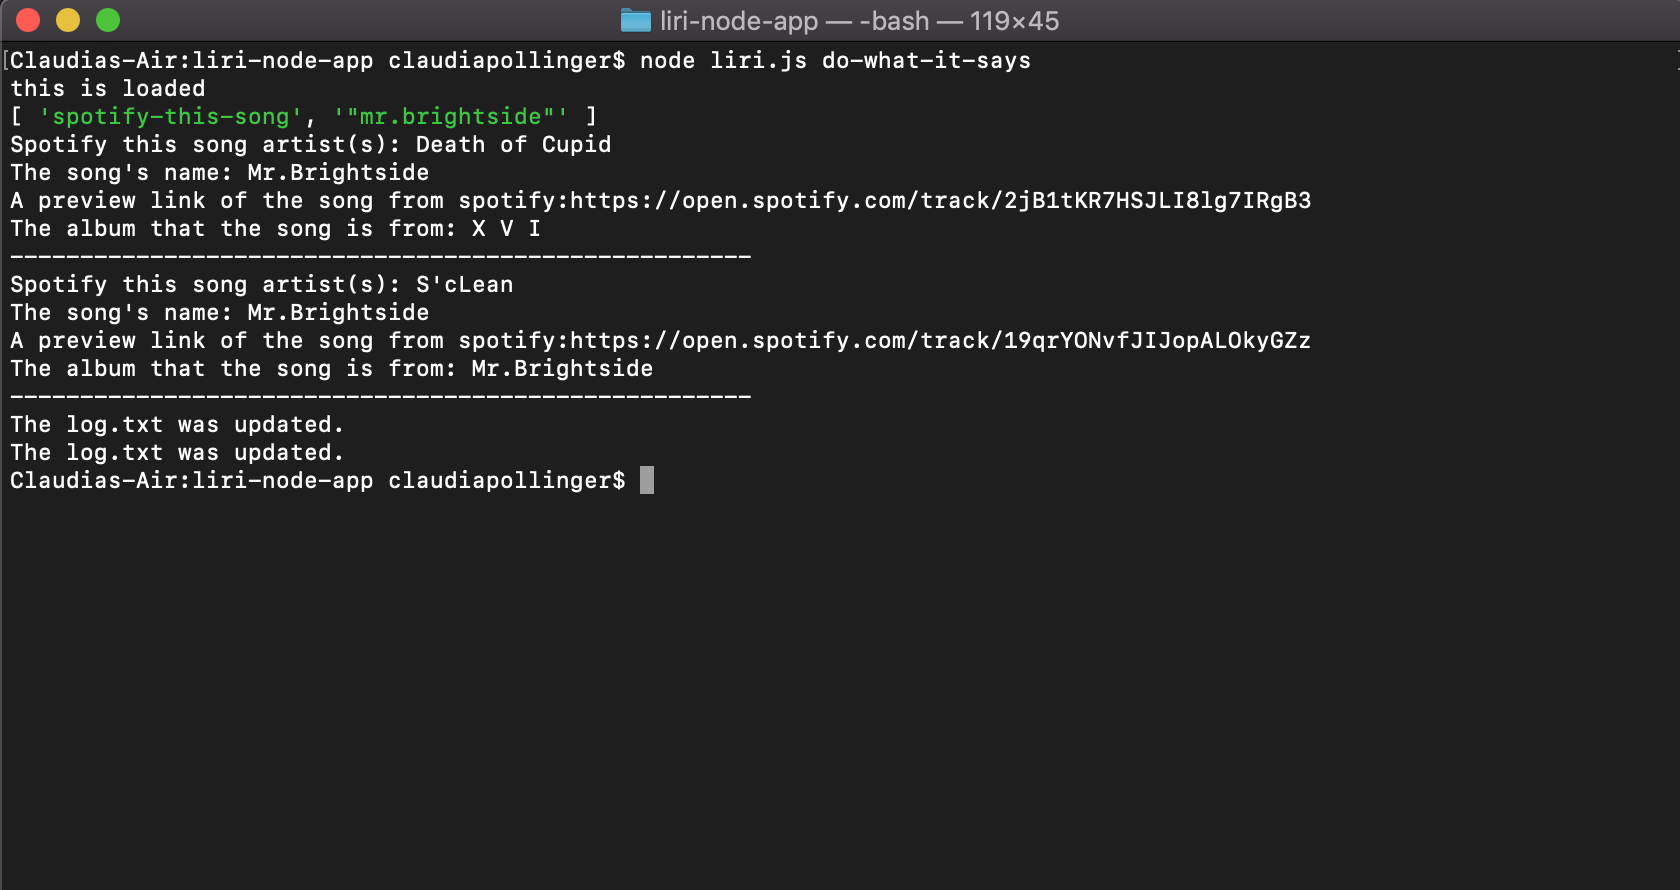 liri-node-app — -bash — 119×45
[Claudias-Air:liri-node-app claudiapollinger$ node liri.js do-what-it-says ]
this is loaded
[ 'spotify-this-song', '"mr.brightside"' ]
Spotify this song artist(s): Death of Cupid
The song's name: Mr.Brightside
A preview link of the song from spotify:https://open.spotify.com/track/2jB1tKR7HSJLI8lg7IRgB3
The album that the song is from: X V I
-----------------------------------------------------
Spotify this song artist(s): S'cLean
The song's name: Mr.Brightside
A preview link of the song from spotify:https://open.spotify.com/track/19qrYONvfJIJopALOkyGZz
The album that the song is from: Mr.Brightside
-----------------------------------------------------
The log.txt was updated.
The log.txt was updated.
Claudias-Air:liri-node-app claudiapollinger$